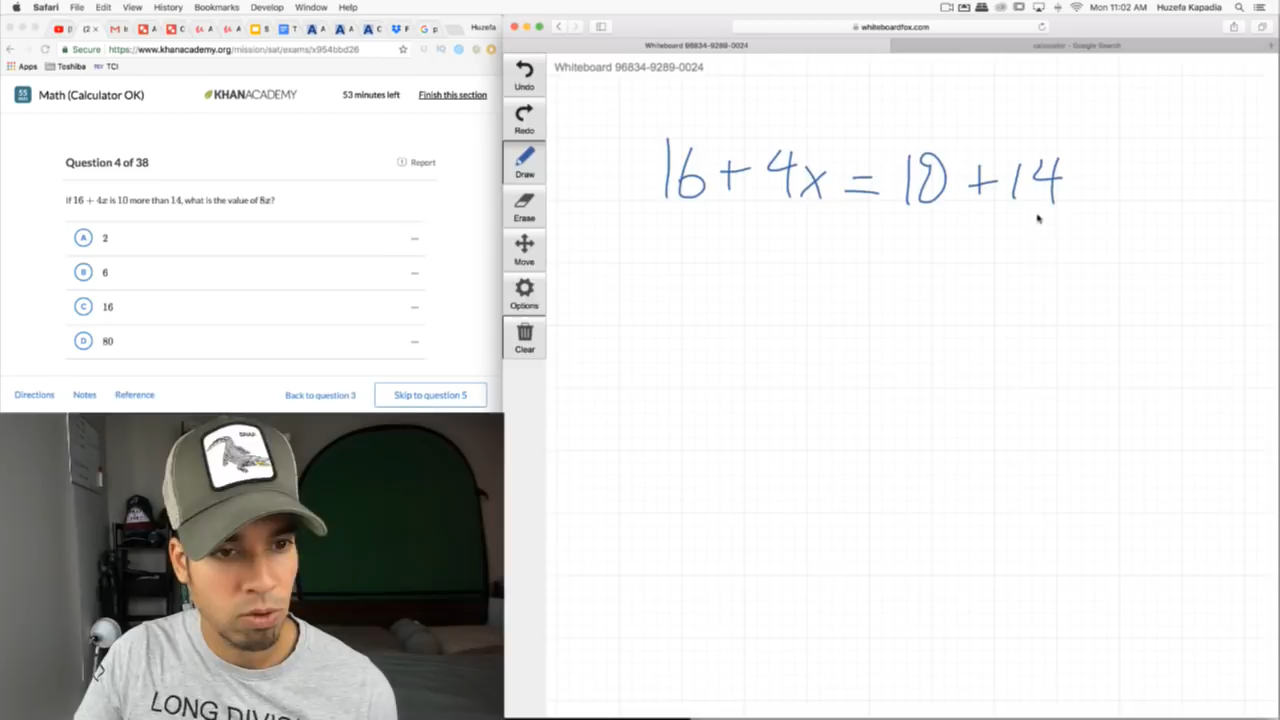 Safari File Edit View History Bookmarks Develop Window Help
Mon 11:02 AM Huzefa Kapadia
Huzefa
Secure https://www.khanacademy.org/mission/sat/exams/x954bbd26
Apps Toshiba TCI
whiteboardfox.com
Whiteboard 96834-9289-0024
calculator - Google Search
Math (Calculator OK)
KHANACADEMY
53 minutes left
Finish this section
Question 4 of 38
Report
If 16 + 4x is 10 more than 14, what is the value of 8x?
A 2
B 6
C 16
D 80
Directions Notes Reference
Back to question 3
Skip to question 5
Whiteboard 96834-9289-0024
Undo
Redo
Draw
Erase
Move
Options
Clear
16 + 4x = 10 + 14
LONG DIVIS